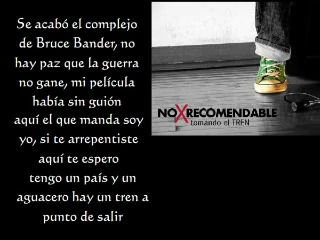 Se acabó el complejo
de Bruce Bander, no
hay paz que la guerra
no gane, mi película
había sin guión
aquí el que manda soy
yo, si te arrepentiste
aquí te espero
tengo un país y un
aguacero hay un tren a
punto de salir
NOXRECOMENDABLE
tomando el TREN